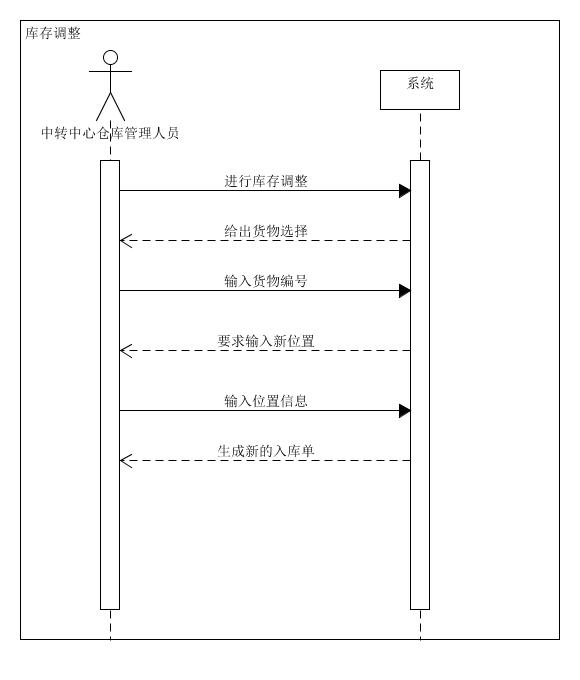 库存调整
系统
中转中心仓库管理人员
进行库存调整
给出货物选择
输入货物编号
要求输入新位置
输入位置信息
生成新的入库单